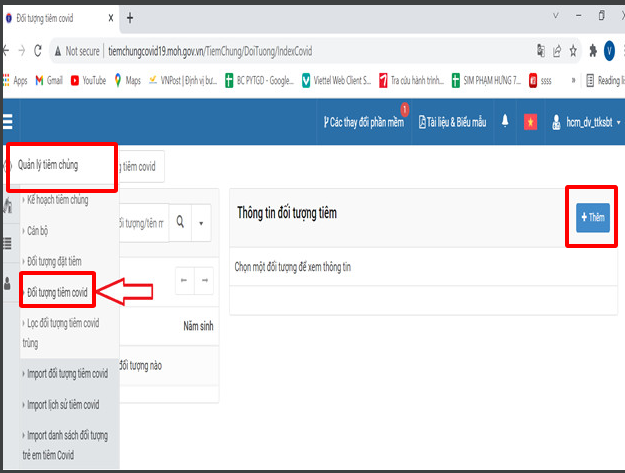 Đối tượng tiêm covid
Not secure | tiemchungcovid19.moh.gov.vn/TiemChung/DoiTuong/IndexCovid
V
Apps Gmail YouTube Maps VNPost | Định vị bư... BC PYTGD - Google... Viettel Web Client S... Tra cứu hành trình... SIM PHAM HÙNG 7... ssss » Reading lis
Các thay đổi phần mềm 1 Tài liệu & Biểu mẫu hcm_dv_ttksbt
Quản lý tiêm chủng
g tiêm covid
Kế hoạch tiêm chủng
Cán bộ
Đối tượng đặt tiêm
Đối tượng tiêm covid
Lọc đối tượng tiêm covid
trùng
Import đối tượng tiêm covid
Import lịch sử tiêm covid
Import danh sách đối tượng
trẻ em tiêm Covid
ối tượng/tên m
Năm sinh
đối tượng nào
Thông tin đối tượng tiêm
+ Thêm
Chọn một đối tượng để xem thông tin